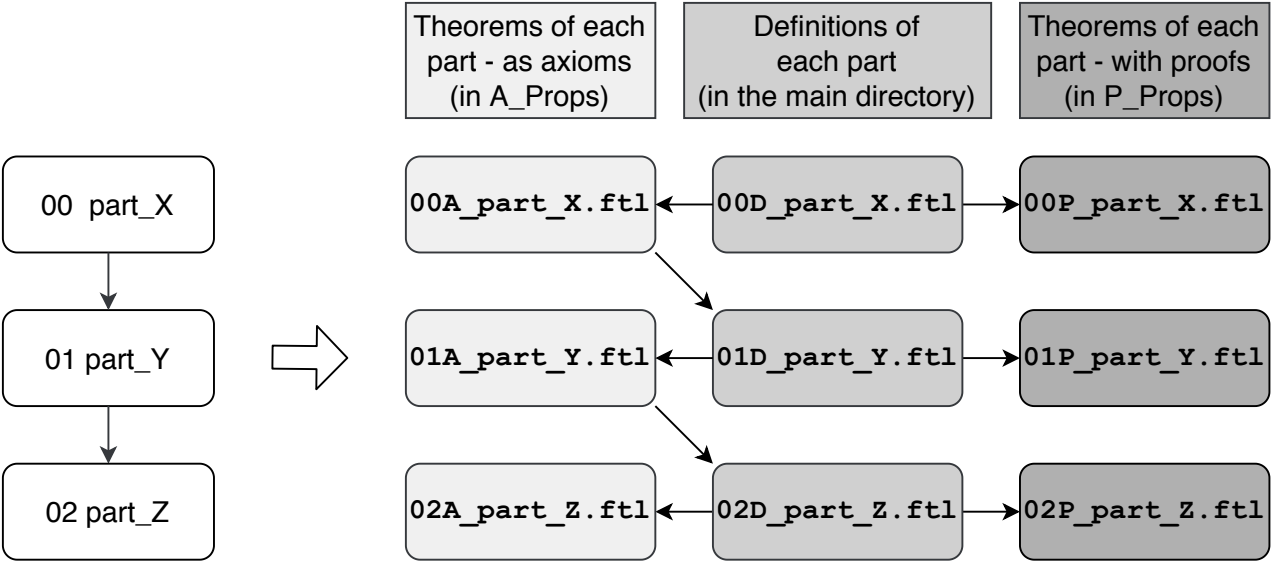 Theorems of each
part - as axioms
(in A_Props)
Definitions of
each part
(in the main directory)
Theorems of each
part - with proofs
(in P_Props)
00 part_X
00A_part_X.ftl
00D_part_X.ftl
00P_part_X.ftl
01 part_Y
01A_part_Y.ftl
01D_part_Y.ftl
01P_part_Y.ftl
02 part_Z
02A_part_Z.ftl
02D_part_Z.ftl
02P_part_Z.ftl